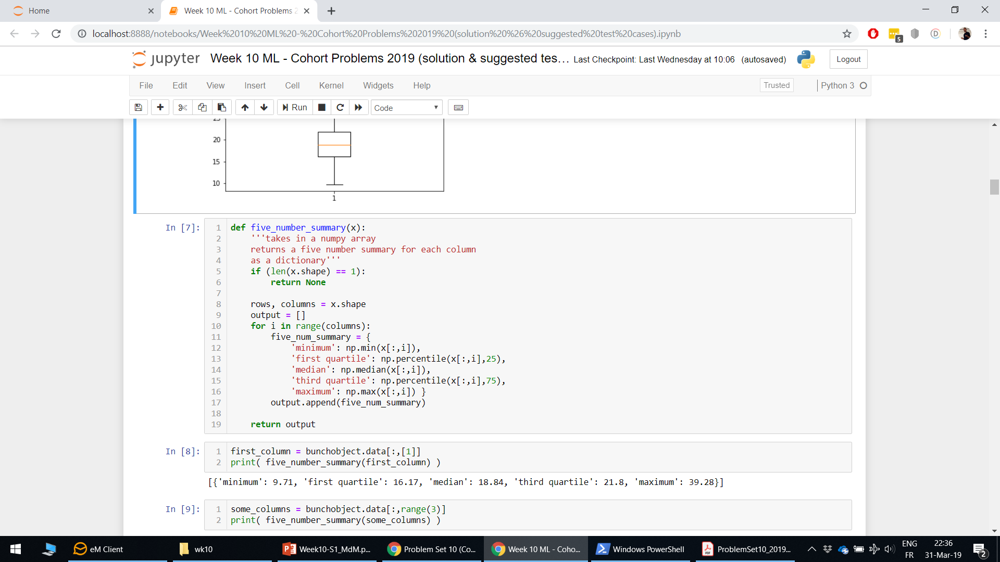 Home
Week 10 ML - Cohort Problems 2
localhost:8888/notebooks/Week%2010%20ML%20-%20Cohort%20Problems%202019%20(solution%20%26%20suggested%20test%20cases).ipynb
5
jupyter Week 10 ML - Cohort Problems 2019 (solution & suggested tes... Last Checkpoint: Last Wednesday at 10:06 (autosaved) Logout
File Edit View Insert Cell Kernel Widgets Help Trusted Python 3
Run Code
25
20
15
10
1
In [7]:
1 def five_number_summary(x):
2 '''takes in a numpy array
3 returns a five number summary for each column
4 as a dictionary'''
5 if (len(x.shape) == 1):
6 return None
7
8 rows, columns = x.shape
9 output = []
10 for i in range(columns):
11 five_num_summary = {
12 'minimum': np.min(x[:,i]),
13 'first quartile': np.percentile(x[:,i],25),
14 'median': np.median(x[:,i]),
15 'third quartile': np.percentile(x[:,i],75),
16 'maximum': np.max(x[:,i]) }
17 output.append(five_num_summary)
18
19 return output
In [8]:
1 first_column = bunchobject.data[:,[1]]
2 print( five_number_summary(first_column) )
[{'minimum': 9.71, 'first quartile': 16.17, 'median': 18.84, 'third quartile': 21.8, 'maximum': 39.28}]
In [9]:
1 some_columns = bunchobject.data[:,range(3)]
2 print( five_number_summary(some_columns) )
eM Client wk10 Week10-S1_MdM.p... Problem Set 10 (Co... Week 10 ML - Coho... Windows PowerShell ProblemSet10_2019...
ENG
FR
22:36
31-Mar-19
2